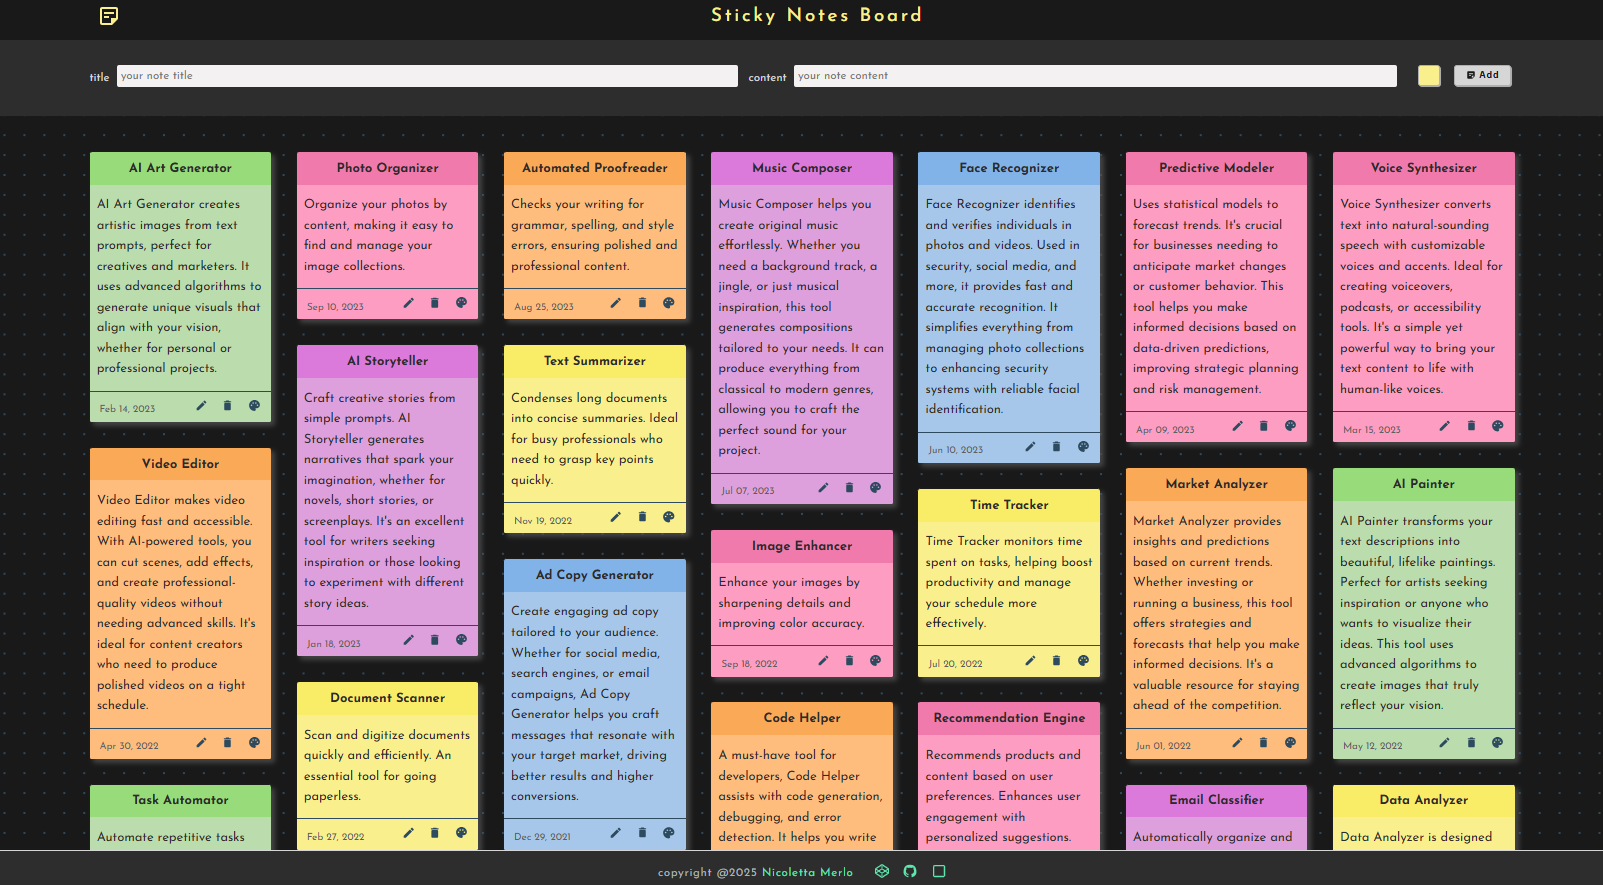 Sticky Notes Board
title
your note title
content
your note content
Add
AI Art Generator
AI Art Generator creates
artistic images from text
prompts, perfect for
creatives and marketers. It
uses advanced algorithms to
generate unique visuals that
align with your vision,
whether for personal or
professional projects.
Feb 14, 2023
Video Editor
Video Editor makes video
editing fast and accessible.
With AI-powered tools, you
can cut scenes, add effects,
and create professional-
quality videos without
needing advanced skills. It's
ideal for content creators
who need to produce
polished videos on a tight
schedule.
Apr 30, 2022
Task Automator
Automate repetitive tasks
Photo Organizer
Organize your photos by
content, making it easy to
find and manage your
image collections.
Sep 10, 2023
AI Storyteller
Craft creative stories from
simple prompts. AI
Storyteller generates
narratives that spark your
imagination, whether for
novels, short stories, or
screenplays. It's an excellent
tool for writers seeking
inspiration or those looking
to experiment with different
story ideas.
Jan 18, 2023
Document Scanner
Scan and digitize documents
quickly and efficiently. An
essential tool for going
paperless.
Feb 27, 2022
Automated Proofreader
Checks your writing for
grammar, spelling, and style
errors, ensuring polished and
professional content.
Aug 25, 2023
Text Summarizer
Condenses long documents
into concise summaries. Ideal
for busy professionals who
need to grasp key points
quickly.
Nov 19, 2022
Ad Copy Generator
Create engaging ad copy
tailored to your audience.
Whether for social media,
search engines, or email
campaigns, Ad Copy
Generator helps you craft
messages that resonate with
your target market, driving
better results and higher
conversions.
Dec 29, 2021
Music Composer
Music Composer helps you
create original music
effortlessly. Whether you
need a background track, a
jingle, or just musical
inspiration, this tool
generates compositions
tailored to your needs. It can
produce everything from
classical to modern genres,
allowing you to craft the
perfect sound for your
project.
Jul 07, 2023
Image Enhancer
Enhance your images by
sharpening details and
improving color accuracy.
Sep 18, 2022
Code Helper
A must-have tool for
developers, Code Helper
assists with code generation,
debugging, and error
detection. It helps you write
Face Recognizer
Face Recognizer identifies
and verifies individuals in
photos and videos. Used in
security, social media, and
more, it provides fast and
accurate recognition. It
simplifies everything from
managing photo collections
to enhancing security
systems with reliable facial
identification.
Jun 10, 2023
Time Tracker
Time Tracker monitors time
spent on tasks, helping boost
productivity and manage
your schedule more
effectively.
Jul 20, 2022
Recommendation Engine
Recommends products and
content based on user
preferences. Enhances user
engagement with
personalized suggestions.
Predictive Modeler
Uses statistical models to
forecast trends. It's crucial
for businesses needing to
anticipate market changes
or customer behavior. This
tool helps you make
informed decisions based on
data-driven predictions,
improving strategic planning
and risk management.
Apr 09, 2023
Market Analyzer
Market Analyzer provides
insights and predictions
based on current trends.
Whether investing or
running a business, this tool
offers strategies and
forecasts that help you make
informed decisions. It's a
valuable resource for staying
ahead of the competition.
Jun 01, 2022
Email Classifier
Automatically organize and
Voice Synthesizer
Voice Synthesizer converts
text into natural-sounding
speech with customizable
voices and accents. Ideal for
creating voiceovers,
podcasts, or accessibility
tools. It's a simple yet
powerful way to bring your
text content to life with
human-like voices.
Mar 15, 2023
AI Painter
AI Painter transforms your
text descriptions into
beautiful, lifelike paintings.
Perfect for artists seeking
inspiration or anyone who
wants to visualize their
ideas. This tool uses
advanced algorithms to
create images that truly
reflect your vision.
May 12, 2022
Data Analyzer
Data Analyzer is designed
copyright @2025 Nicoletta Merlo